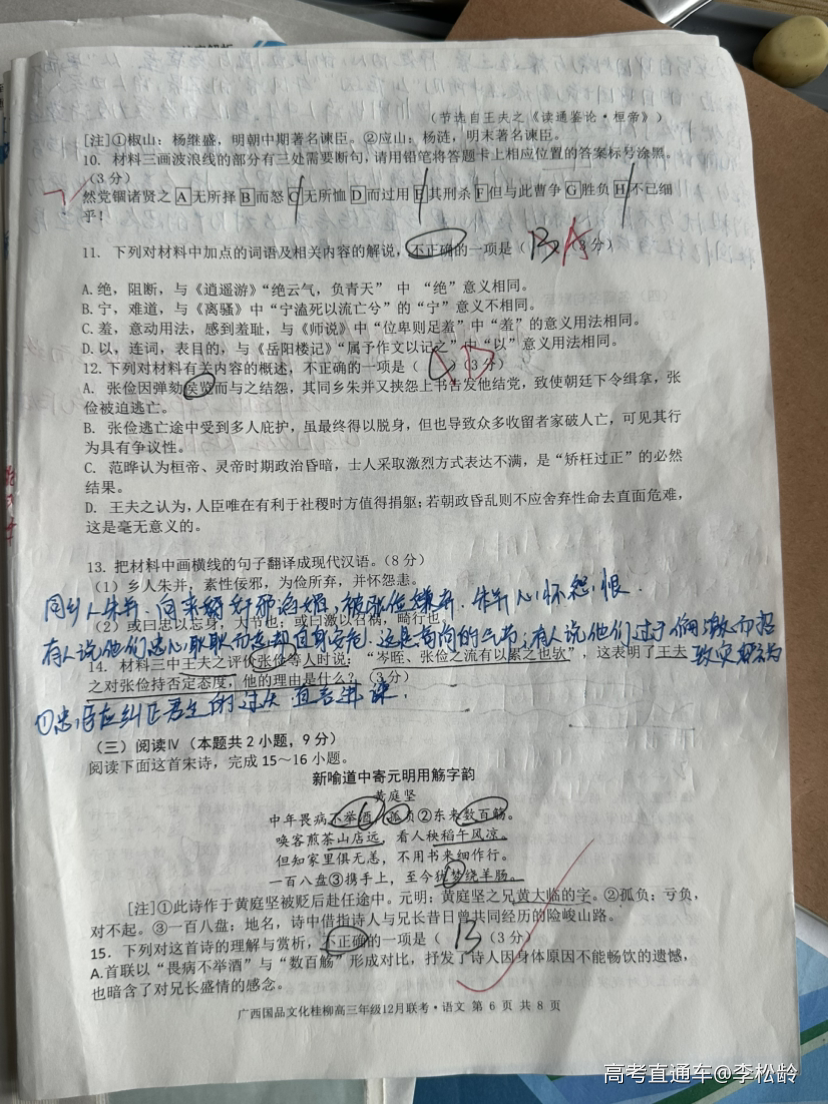 (节选自王夫之《读通鉴论·桓帝》)
[注]①椒山：杨继盛，明朝中期著名谏臣。②应山：杨涟，明末著名谏臣。
10. 材料三画波浪线的部分有三处需要断句，请用铅笔将答题卡上相应位置的答案标号涂黑。
(3分)
然党锢诸贤之A无所择B而怒C无所恤D而过用E其刑杀F但与此曹争G胜负H不已细
乎！
11. 下列对材料中加点的词语及相关内容的解说，不正确的一项是（ B A (3分)
A.绝，阻断，与《逍遥游》“绝云气，负青天” 中 “绝”意义相同。
B.宁，难道，与《离骚》中“宁溘死以流亡兮”的“宁”意义不相同。
C.羞，意动用法，感到羞耻，与《师说》中“位卑则足羞”中“羞”的意义用法相同。
D.以，连词，表目的，与《岳阳楼记》“属予作文以记之”中“以”意义用法相同。
12.下列对材料有关内容的概述，不正确的一项是（ D (3分)
A. 张俭因弹劾侯览而与之结怨，其同乡朱并又挟怨上书告发他结党，致使朝廷下令缉拿，张
俭被迫逃亡。
B. 张俭逃亡途中受到多人庇护，虽最终得以脱身，但也导致众多收留者家破人亡，可见其行
为具有争议性。
C. 范晔认为桓帝、灵帝时期政治昏暗，士人采取激烈方式表达不满，是“矫枉过正”的必然
结果。
D. 王夫之认为，人臣唯在有利于社稷时方值得捐躯；若朝政昏乱则不应舍弃性命去直面危难，
这是毫无意义的。
13. 把材料中画横线的句子翻译成现代汉语。(8分)
(1) 乡人朱并，素性佞邪，为俭所弃，并怀怨恚。
同乡人朱并，向来奸邪谄媚，被张俭嫌弃，朱并心怀怨恨．
(2) 或曰忠以忘身，大节也；或曰激以召祸，畸行也
有人说他们忠心耿耿而忘却自身安危，这是高尚的气节；有人说他们过于偏激而招
致灾祸
14. 材料三中王夫之评价张俭等人时说：“岑晊、张俭之流有以累之也欤”，这表明了王夫
之对张俭持否定态度，他的理由是什么？(3分)
①忠臣应纠正君主的过失，直言进谏．
(三) 阅读Ⅳ (本题共2小题，9分)
阅读下面这首宋诗，完成15～16小题。
新喻道中寄元明用觞字韵
黄庭坚
中年畏病不举酒，孤负②东来数百觞。
唤客煎茶山店远，看人秧稻午风凉。
但知家里俱无恙，不用书来细作行。
一百八盘③携手上，至今犹梦绕羊肠。
[注]①此诗作于黄庭坚被贬后赴任途中。元明：黄庭坚之兄黄大临的字。②孤负：亏负，
对不起。③一百八盘：地名，诗中借指诗人与兄长昔日曾共同经历的险峻山路。
15. 下列对这首诗的理解与赏析，不正确的一项是（ B (3分)
A.首联以“畏病不举酒”与“数百觞”形成对比，抒发了诗人因身体原因不能畅饮的遗憾，
也暗含了对兄长盛情的感念。
广西国品文化桂柳高三年级12月联考·语文 第 6 页 共 8 页
高考直通车@李松龄